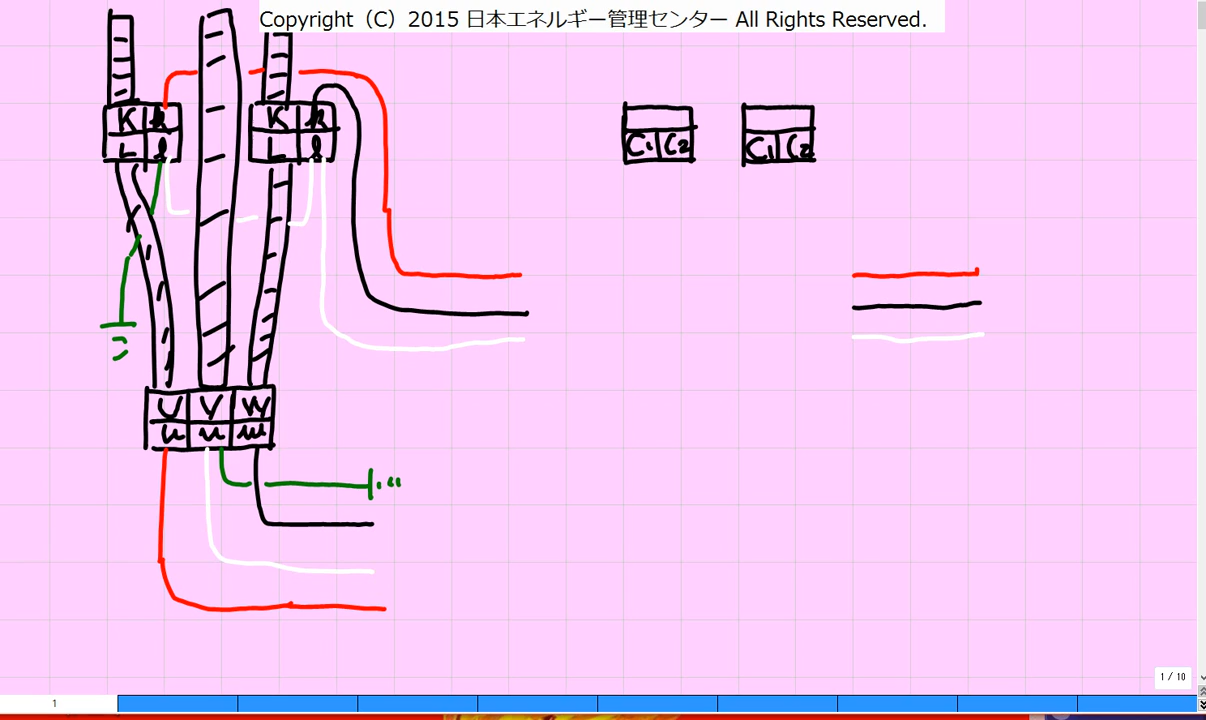 Copyright（C）2015 日本エネルギー管理センター All Rights Reserved.
K k K k
L l L l
C1 C2 C1 C2
U V W
u u w
1 / 10
1